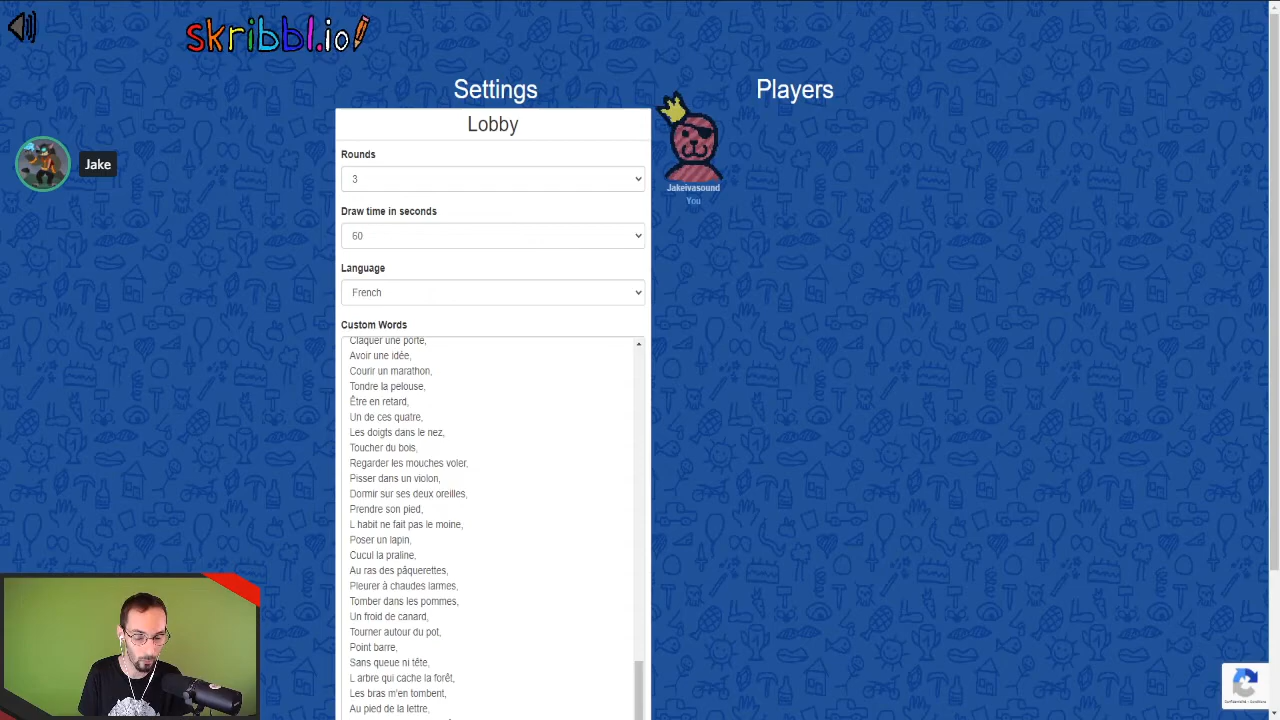 skribbl.io
Settings
Players
Lobby
Rounds
3
Jake
Jakeivasound
You
Draw time in seconds
60
Language
French
Custom Words
Claquer une porte,
Avoir une idée,
Courir un marathon,
Tondre la pelouse,
Être en retard,
Un de ces quatre,
Les doigts dans le nez,
Toucher du bois,
Regarder les mouches voler,
Pisser dans un violon,
Dormir sur ses deux oreilles,
Prendre son pied,
L habit ne fait pas le moine,
Poser un lapin,
Cucul la praline,
Au ras des pâquerettes,
Pleurer à chaudes larmes,
Tomber dans les pommes,
Un froid de canard,
Tourner autour du pot,
Point barre,
Sans queue ni tête,
L arbre qui cache la forêt,
Les bras m'en tombent,
Au pied de la lettre,